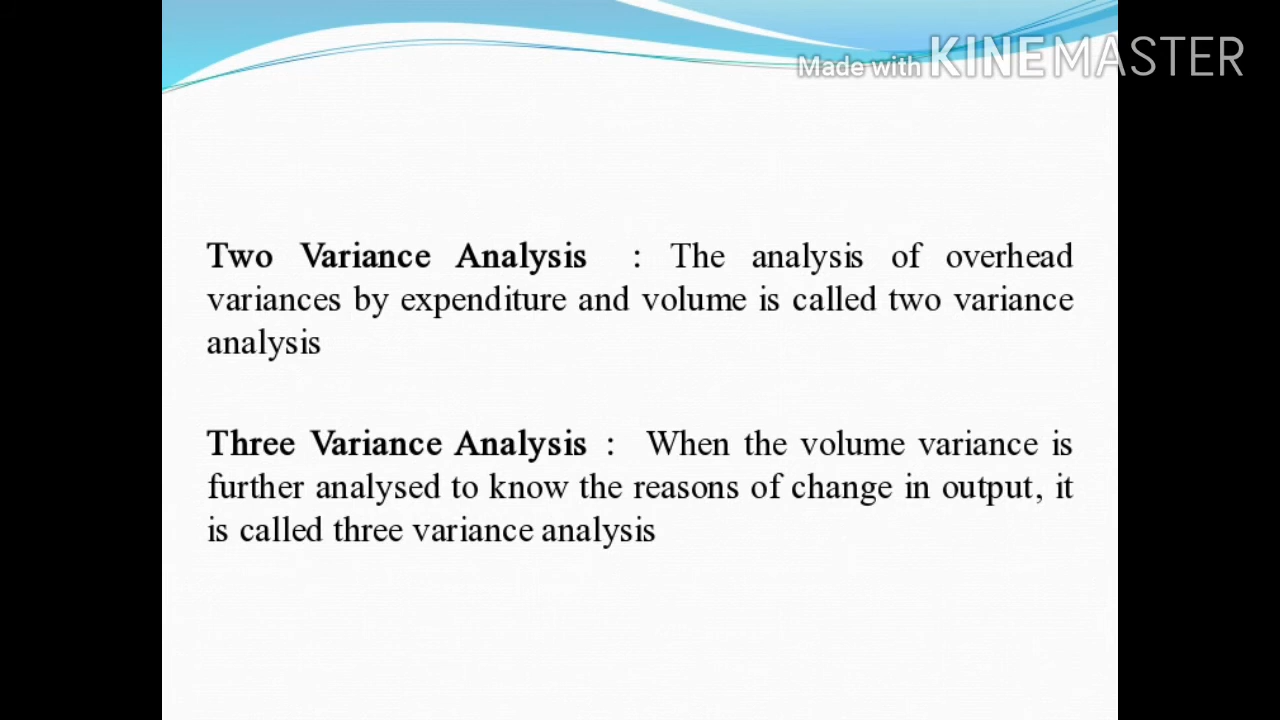 Made with KINEMASTER
Two Variance Analysis : The analysis of overhead
variances by expenditure and volume is called two variance
analysis
Three Variance Analysis : When the volume variance is
further analysed to know the reasons of change in output, it
is called three variance analysis